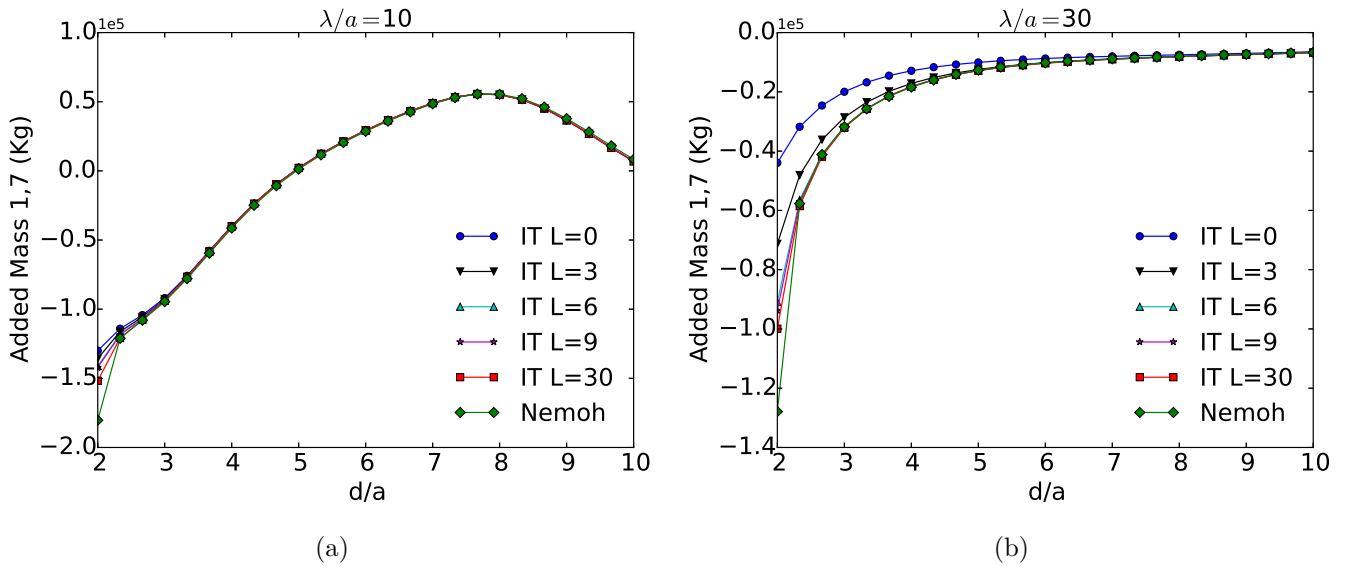 λ/a=10
1e5
1.0
0.5
0.0
−0.5
−1.0
−1.5
−2.0
Added Mass 1,7 (Kg)
IT L=0
IT L=3
IT L=6
IT L=9
IT L=30
Nemoh
2 3 4 5 6 7 8 9 10
d/a
(a)
λ/a=30
1e5
0.0
−0.2
−0.4
−0.6
−0.8
−1.0
−1.2
−1.4
Added Mass 1,7 (Kg)
IT L=0
IT L=3
IT L=6
IT L=9
IT L=30
Nemoh
2 3 4 5 6 7 8 9 10
d/a
(b)